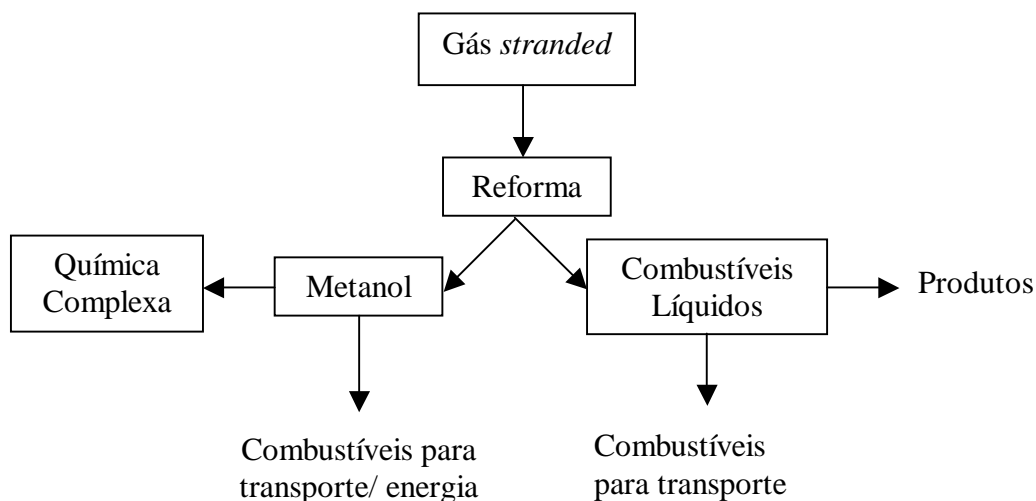 Gás stranded
Reforma
Química
Complexa
Metanol
Combustíveis
Líquidos
Produtos
Combustíveis para
transporte/ energia
Combustíveis
para transporte